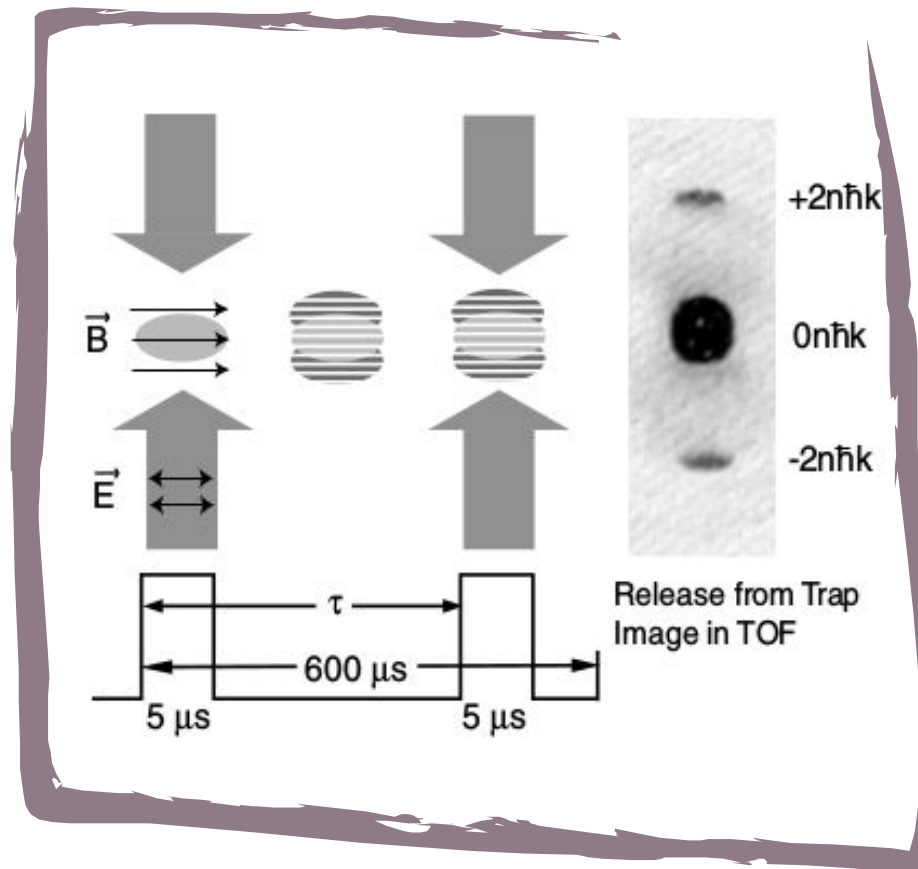 B
E
τ
600 μs
5 μs
5 μs
+2nħk
0nħk
-2nħk
Release from Trap
Image in TOF